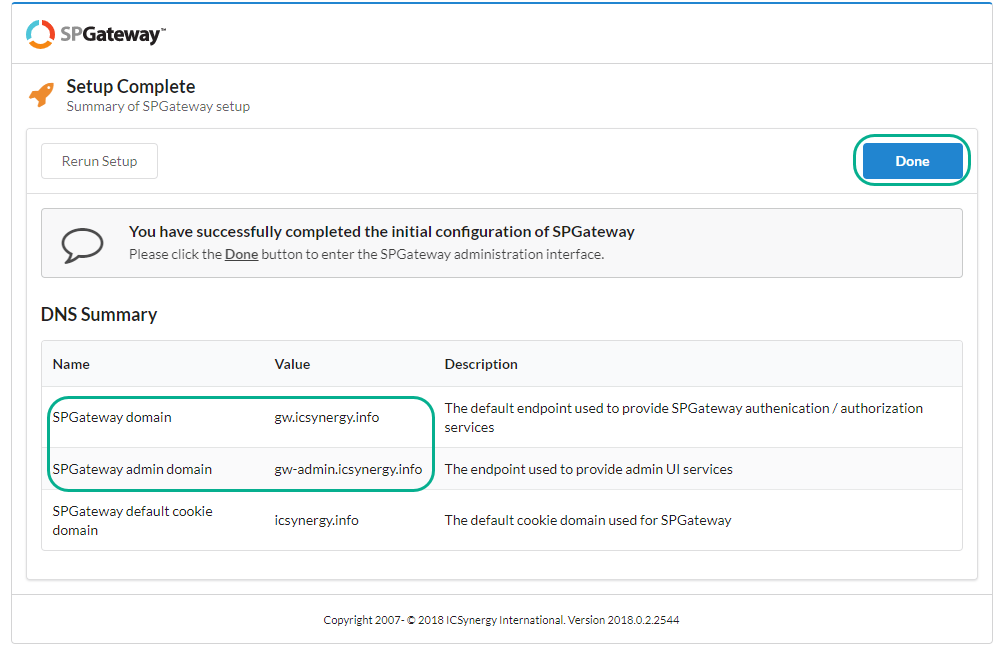 SPGateway™
Setup Complete
Summary of SPGateway setup
Rerun Setup
Done
You have successfully completed the initial configuration of SPGateway
Please click the Done button to enter the SPGateway administration interface.
DNS Summary
Name Value Description
SPGateway domain gw.icsynergy.info The default endpoint used to provide SPGateway authenication / authorization
services
SPGateway admin domain gw-admin.icsynergy.info The endpoint used to provide admin UI services
SPGateway default cookie
domain icsynergy.info The default cookie domain used for SPGateway
Copyright 2007- © 2018 ICSynergy International. Version 2018.0.2.2544